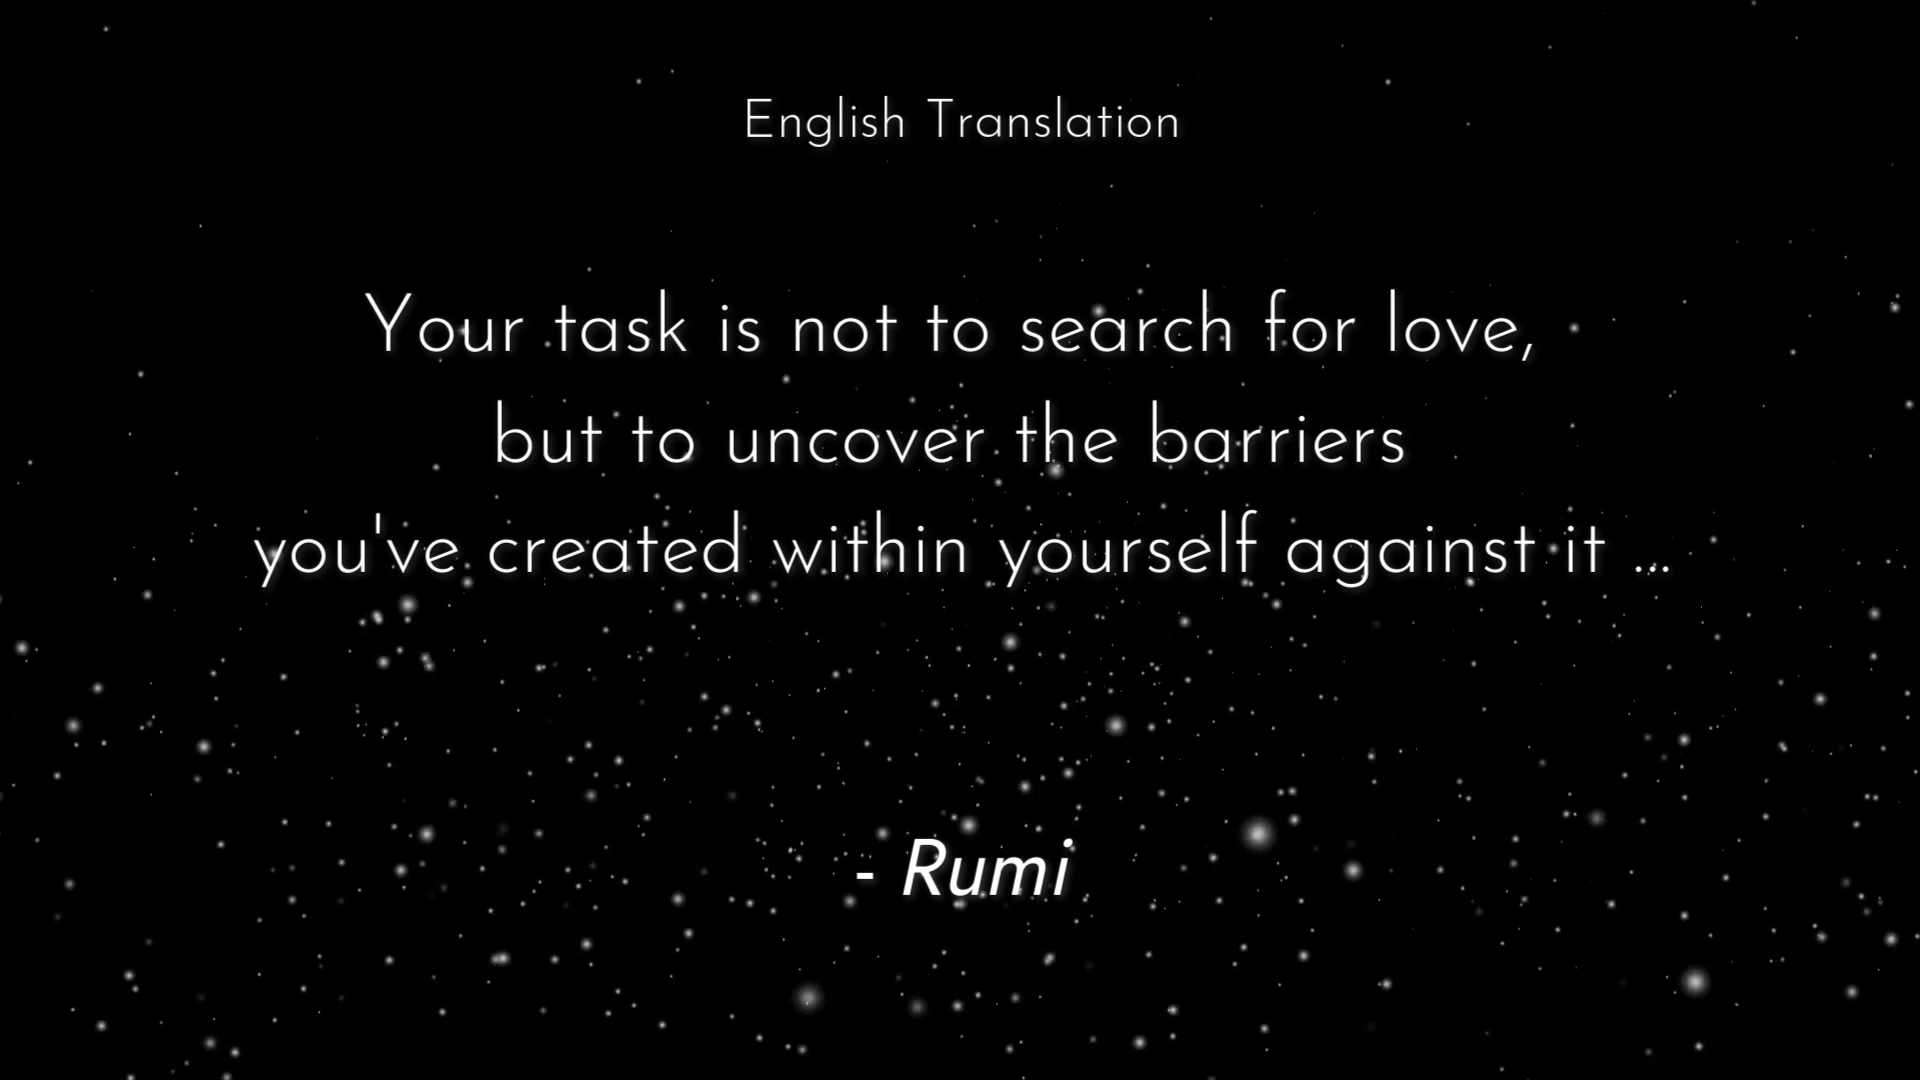 English Translation
Your task is not to search for love,
but to uncover the barriers
you've created within yourself against it ...
- Rumi